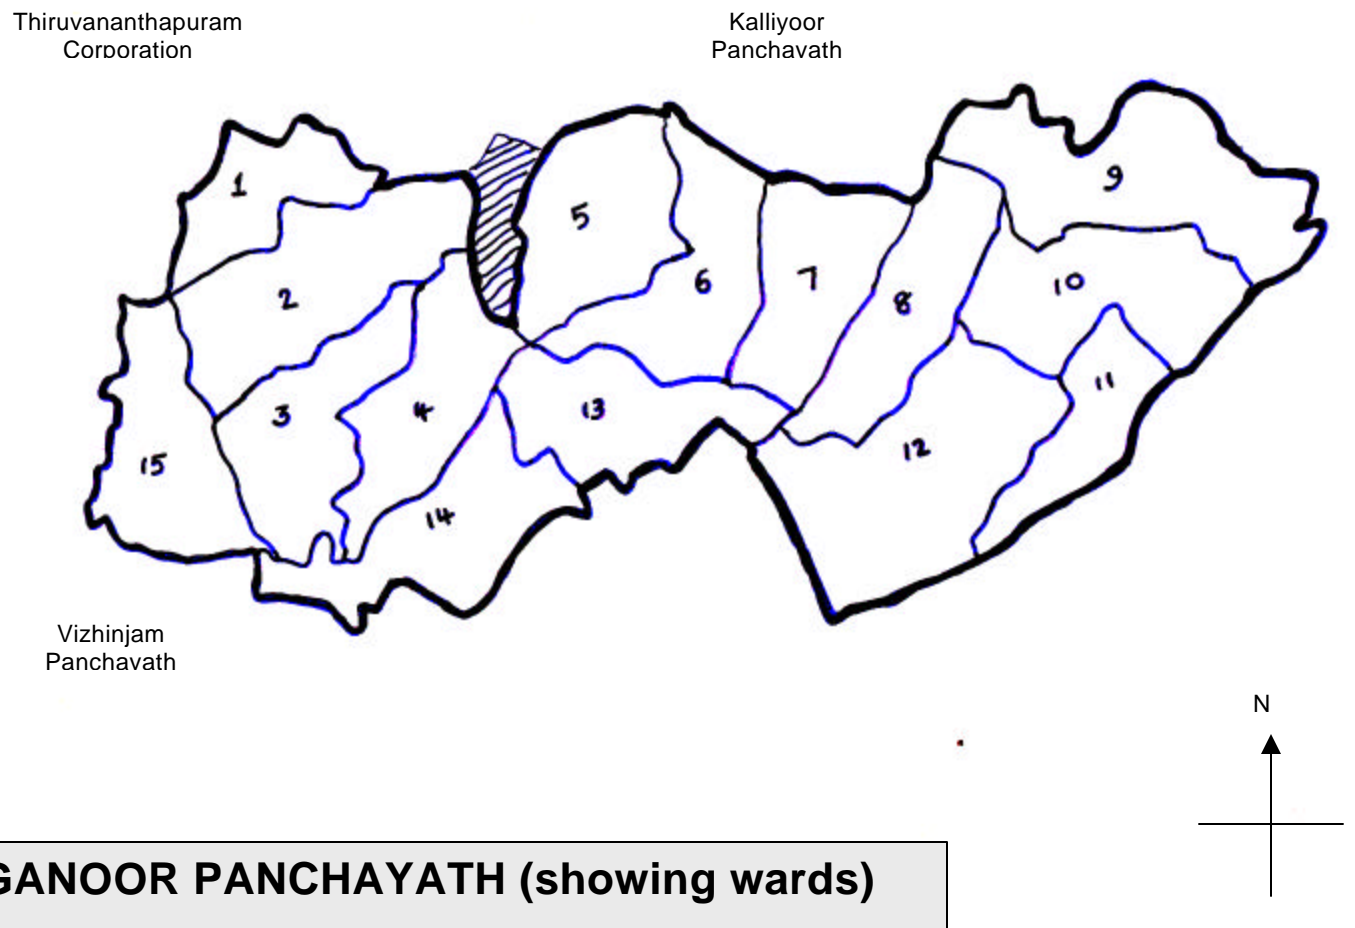 Thiruvananthapuram
Corporation
Kalliyoor
Panchayath
1
2
3
4
5
6
7
8
9
10
11
12
13
14
15
Vizhinjam
Panchayath
N
GANOOR PANCHAYATH (showing wards)